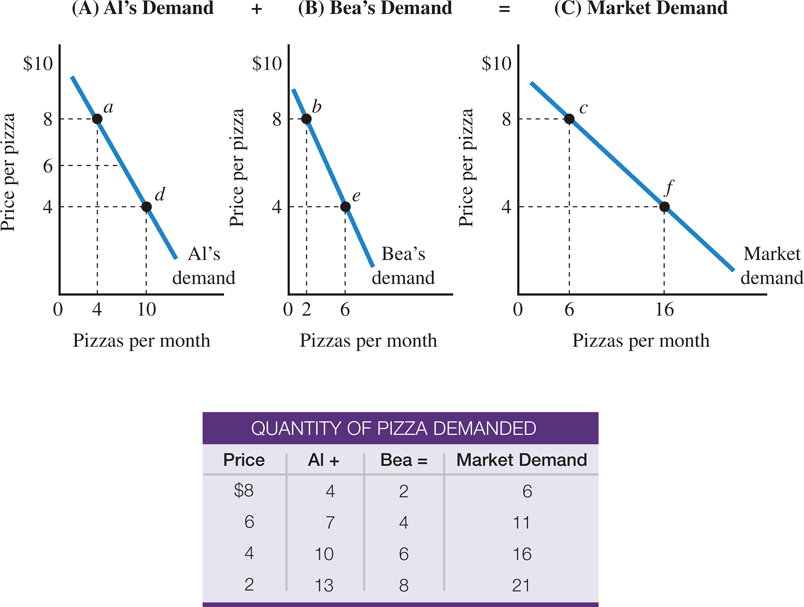 (A) Al's Demand + (B) Bea's Demand = (C) Market Demand
Price per pizza
$10
8
6
4
0 4 10
a
d
Al's
demand
Pizzas per month
Price per pizza
$10
8
4
0 2 6
b
e
Bea's
demand
Pizzas per month
Price per pizza
$10
8
4
0 6 16
c
f
Market
demand
Pizzas per month
QUANTITY OF PIZZA DEMANDED
Price Al + Bea = Market Demand
$8 4 2 6
6 7 4 11
4 10 6 16
2 13 8 21